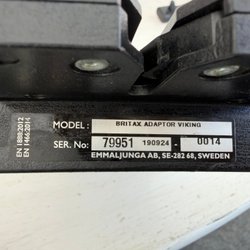 EN 1888:2012
EN 1466:2014
MODEL: BRITAX ADAPTOR VIKING
SER. No: 79951 190924 - 0014
EMMALJUNGA AB, SE-282 68, SWEDEN